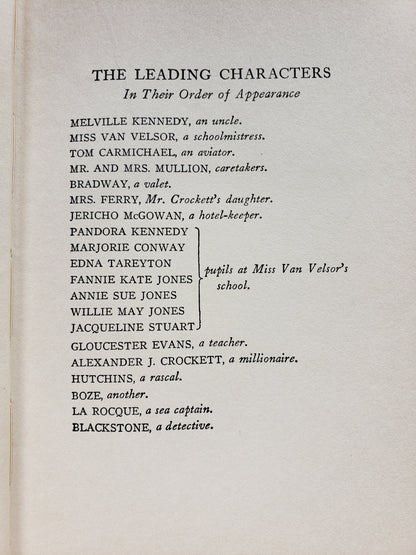 THE LEADING CHARACTERS
In Their Order of Appearance
MELVILLE KENNEDY, an uncle.
MISS VAN VELSOR, a schoolmistress.
TOM CARMICHAEL, an aviator.
MR. AND MRS. MULLION, caretakers.
BRADWAY, a valet.
MRS. FERRY, Mr. Crockett's daughter.
JERICHO McGOWAN, a hotel-keeper.
PANDORA KENNEDY
MARJORIE CONWAY
EDNA TAREYTON
FANNIE KATE JONES
ANNIE SUE JONES
WILLIE MAY JONES
JACQUELINE STUART
pupils at Miss Van Velsor's
school.
GLOUCESTER EVANS, a teacher.
ALEXANDER J. CROCKETT, a millionaire.
HUTCHINS, a rascal.
BOZE, another.
LA ROCQUE, a sea captain.
BLACKSTONE, a detective.